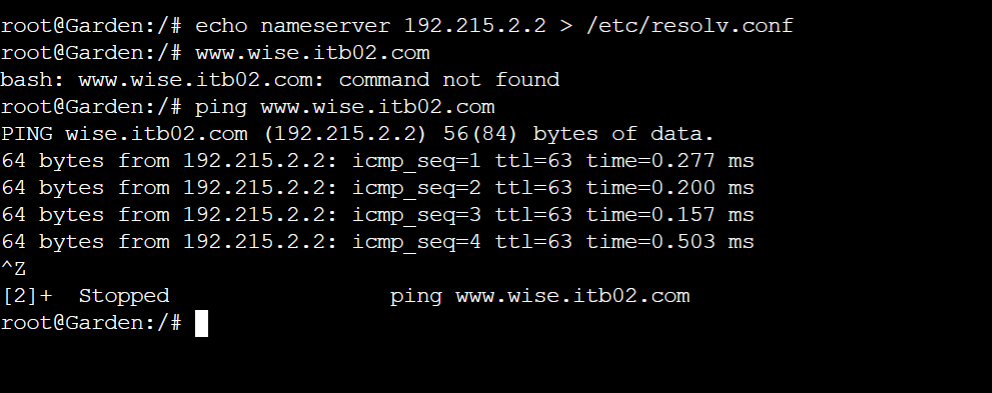 root@Garden:/# echo nameserver 192.215.2.2 > /etc/resolv.conf
root@Garden:/# www.wise.itb02.com
bash: www.wise.itb02.com: command not found
root@Garden:/# ping www.wise.itb02.com
PING wise.itb02.com (192.215.2.2) 56(84) bytes of data.
64 bytes from 192.215.2.2: icmp_seq=1 ttl=63 time=0.277 ms
64 bytes from 192.215.2.2: icmp_seq=2 ttl=63 time=0.200 ms
64 bytes from 192.215.2.2: icmp_seq=3 ttl=63 time=0.157 ms
64 bytes from 192.215.2.2: icmp_seq=4 ttl=63 time=0.503 ms
^Z
[2]+  Stopped                 ping www.wise.itb02.com
root@Garden:/#